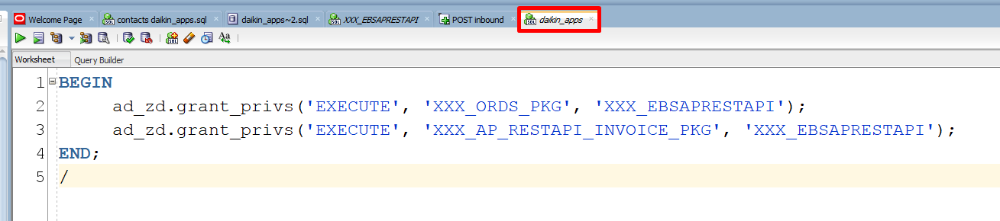 Welcome Page
contacts daikin_apps.sql
daikin_apps~2.sql
XXX_EBSAPRESTAPI
POST inbound
daikin_apps
Worksheet
Query Builder
1 BEGIN
2 ad_zd.grant_privs('EXECUTE', 'XXX_ORDS_PKG', 'XXX_EBSAPRESTAPI');
3 ad_zd.grant_privs('EXECUTE', 'XXX_AP_RESTAPI_INVOICE_PKG', 'XXX_EBSAPRESTAPI');
4 END;
5 /